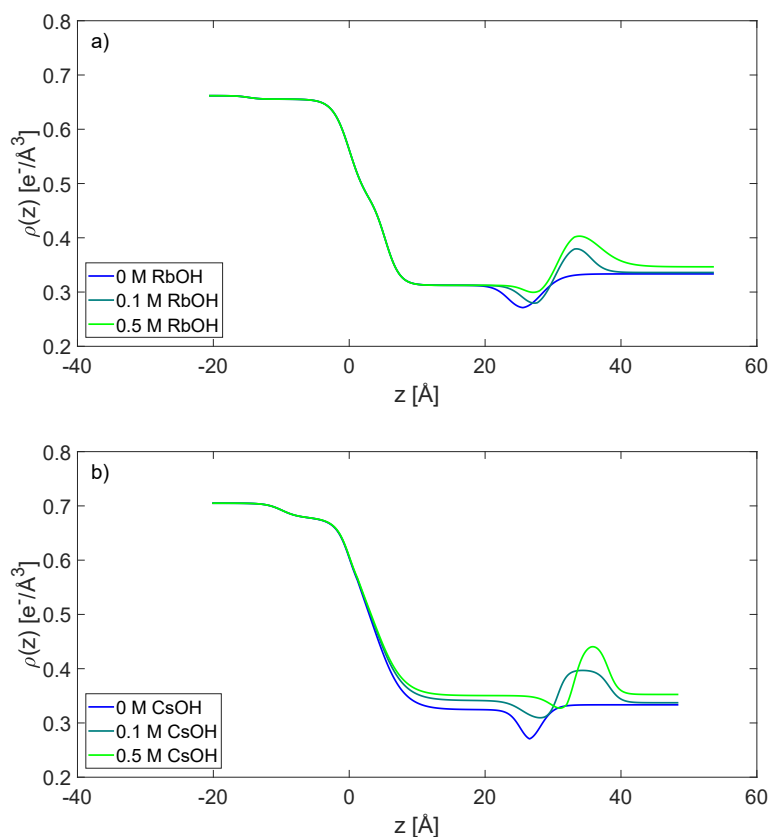 a)
0.8
0.7
0.6
0.5
0.4
0.3
0.2
ρ(z) [e⁻/Å³]
0 M RbOH
0.1 M RbOH
0.5 M RbOH
-40 -20 0 20 40 60
z [Å]
b)
0.8
0.7
0.6
0.5
0.4
0.3
0.2
ρ(z) [e⁻/Å³]
0 M CsOH
0.1 M CsOH
0.5 M CsOH
-40 -20 0 20 40 60
z [Å]